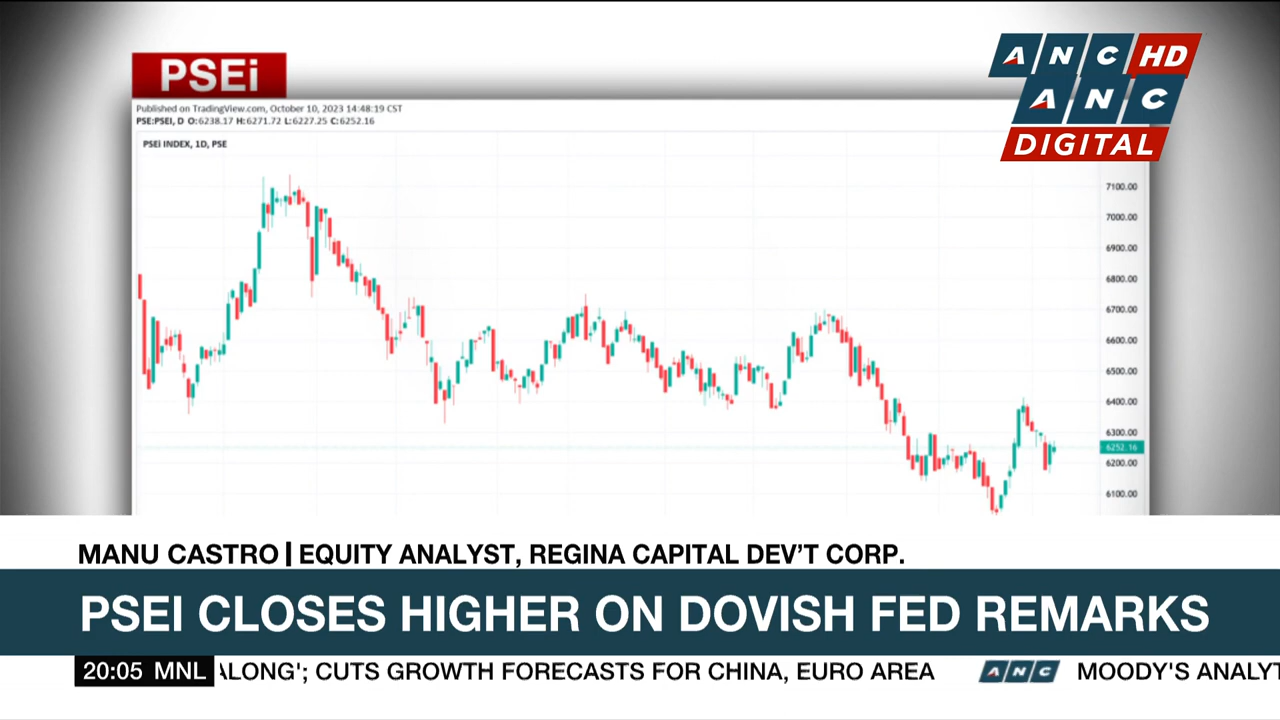 PSEi
ANC HD
ANC
DIGITAL
Published on TradingView.com, October 10, 2023 14:48:19 CST
PSE:PSEI, D O:6238.17 H:6271.72 L:6227.25 C:6252.16
PSEi INDEX, 1D, PSE
7100.00
7000.00
6900.00
6800.00
6700.00
6600.00
6500.00
6400.00
6300.00
6252.16
6200.00
6100.00
MANU CASTRO | EQUITY ANALYST, REGINA CAPITAL DEV'T CORP.
PSEI CLOSES HIGHER ON DOVISH FED REMARKS
20:05 MNL ALONG'; CUTS GROWTH FORECASTS FOR CHINA, EURO AREA ANC MOODY'S ANALYT